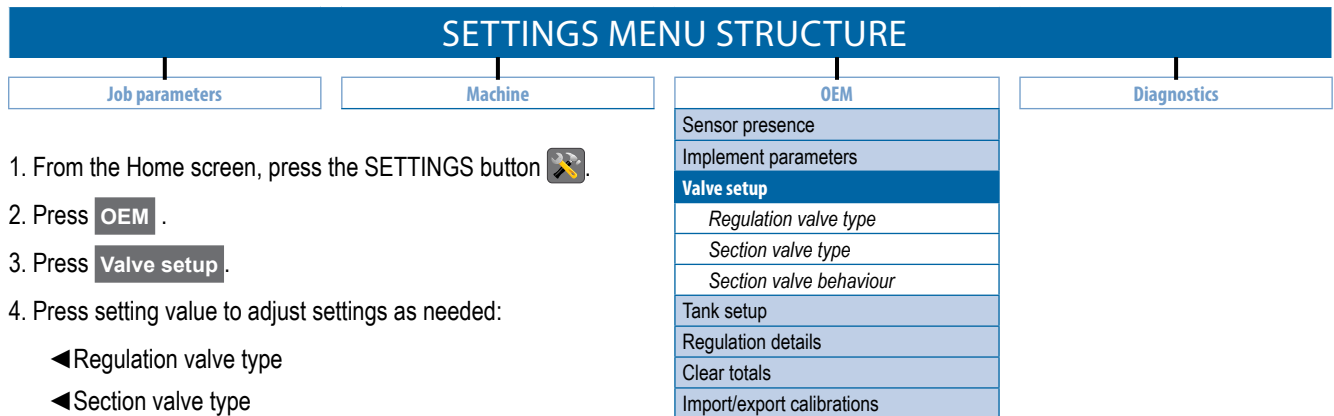 SETTINGS MENU STRUCTURE
Job parameters
Machine
OEM
Diagnostics
1. From the Home screen, press the SETTINGS button .
2. Press OEM .
3. Press Valve setup .
4. Press setting value to adjust settings as needed:
◄Regulation valve type
◄Section valve type
Sensor presence
Implement parameters
Valve setup
Regulation valve type
Section valve type
Section valve behaviour
Tank setup
Regulation details
Clear totals
Import/export calibrations